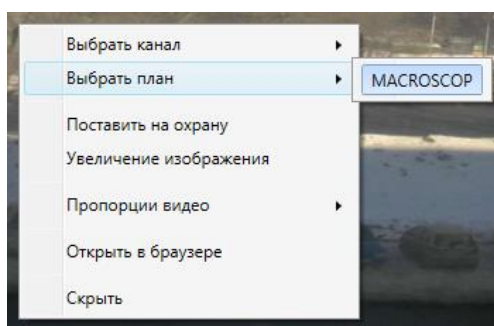 Выбрать канал
Выбрать план
MACROSCOP
Поставить на охрану
Увеличение изображения
Пропорции видео
Открыть в браузере
Скрыть